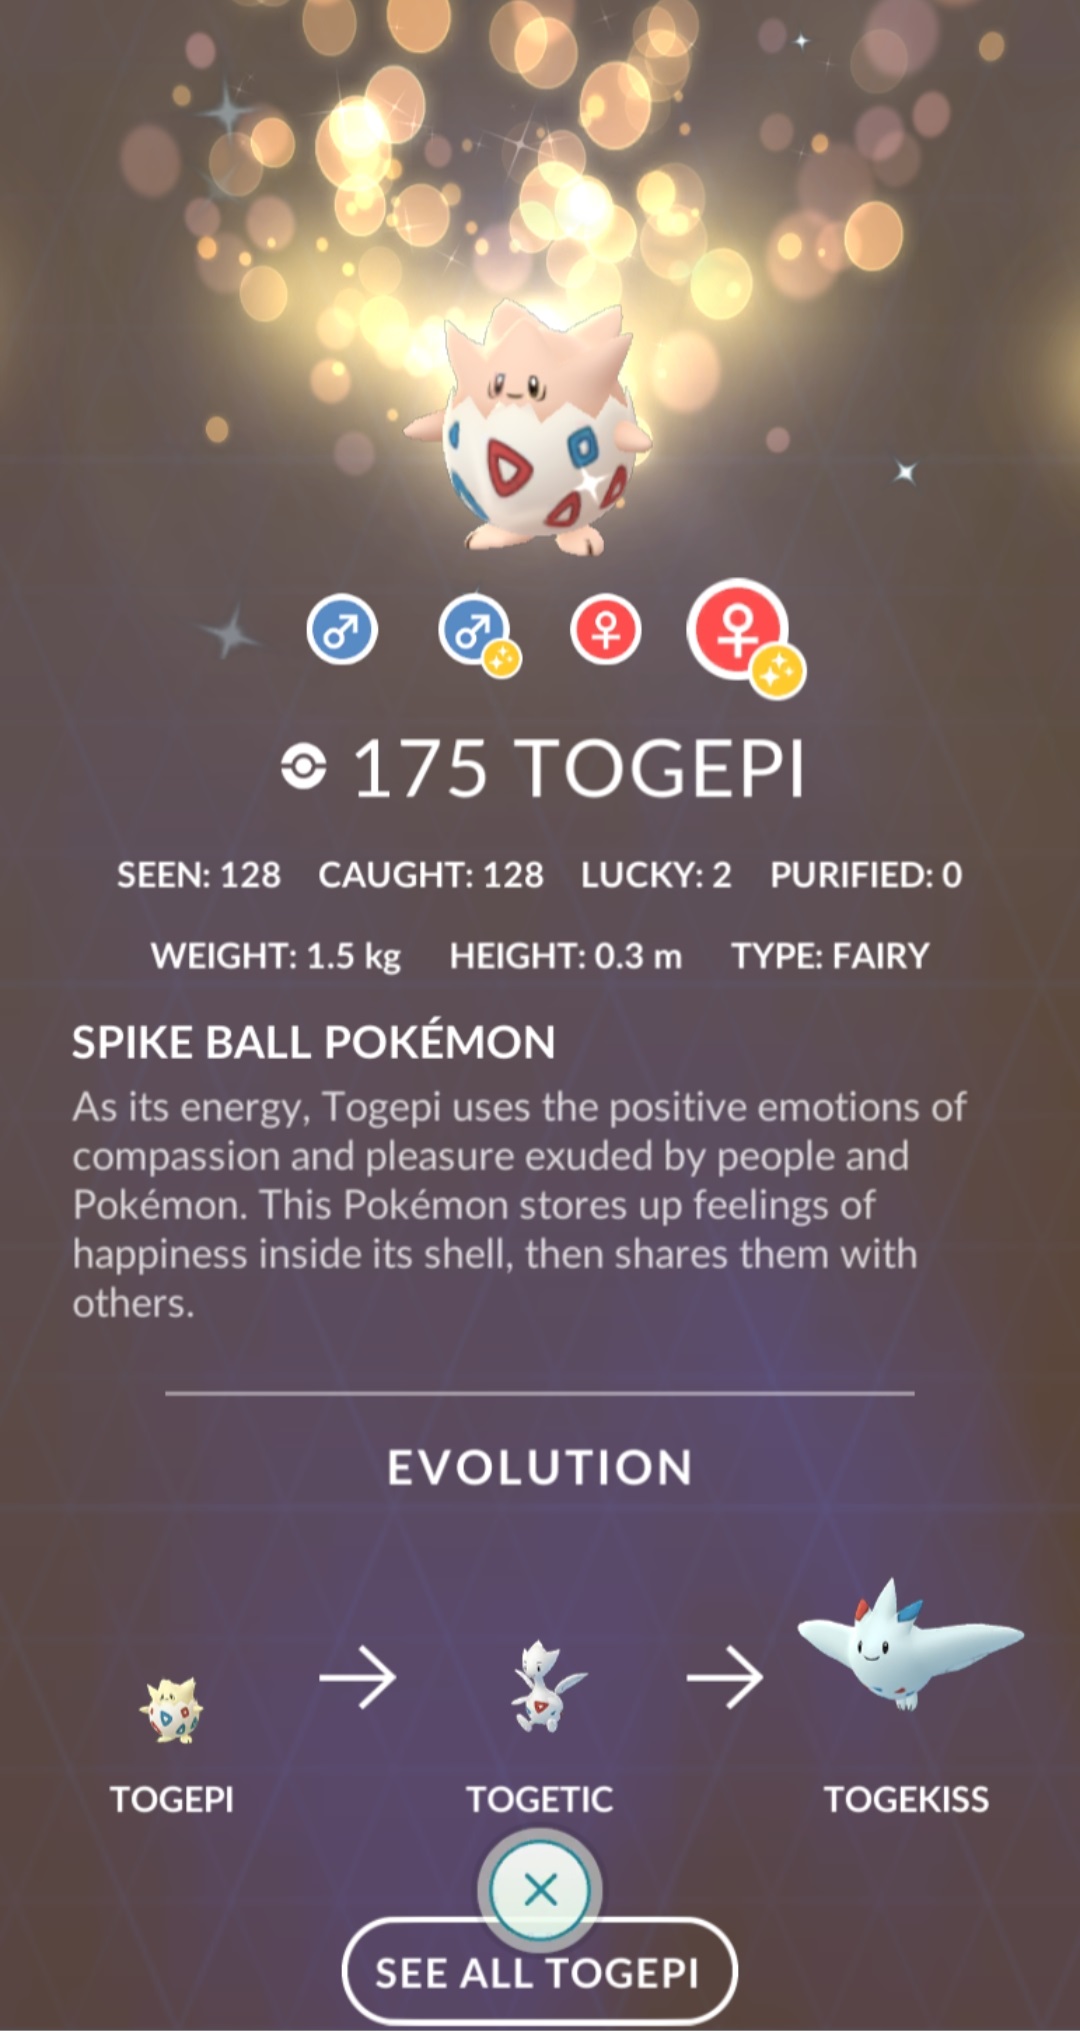 175 TOGEPI
SEEN: 128 CAUGHT: 128 LUCKY: 2 PURIFIED: 0
WEIGHT: 1.5 kg HEIGHT: 0.3 m TYPE: FAIRY
SPIKE BALL POKÉMON
As its energy, Togepi uses the positive emotions of
compassion and pleasure exuded by people and
Pokémon. This Pokémon stores up feelings of
happiness inside its shell, then shares them with
others.
EVOLUTION
TOGEPI TOGETIC TOGEKISS
SEE ALL TOGEPI